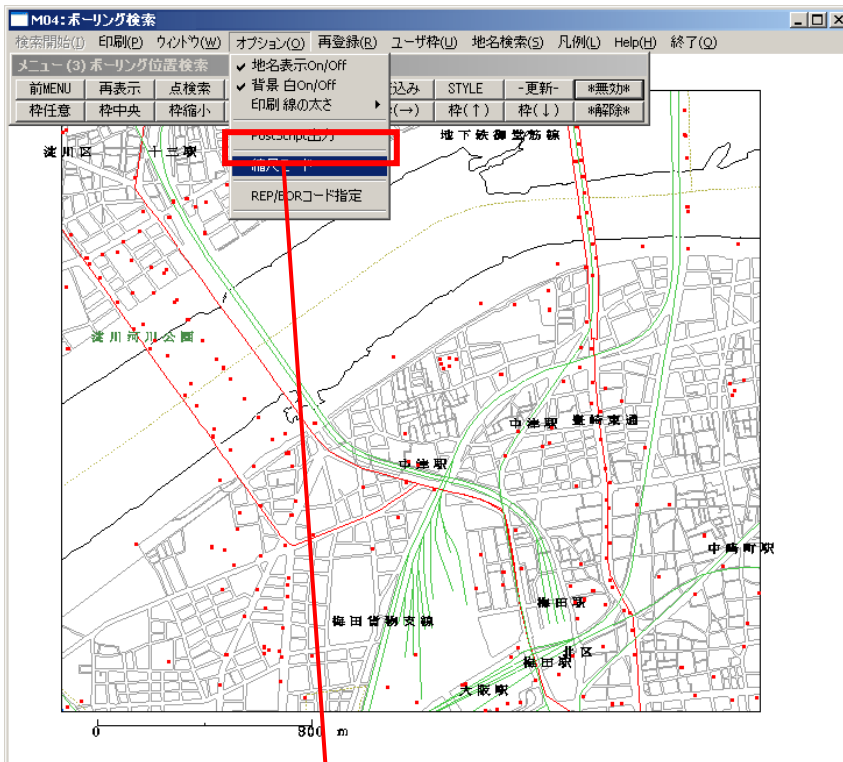 M04:ボーリング検索
検索開始(I) 印刷(P) ウィンドウ(W) オプション(O) 再登録(R) ユーザ枠(U) 地名検索(S) 凡例(L) Help(H) 終了(Q)
メニュー (3) ボーリング位置検索
前MENU 再表示 点検索 込み STYLE -更新- *無効*
枠任意 枠中央 枠縮小 (→) 枠(↑) 枠(↓) *解除*
✓ 地名表示On/Off
✓ 背景 白On/Off
印刷 線の太さ
PostScript出力
縮尺コード
REP/BORコード指定
地下鉄御堂筋線
淀川区 十三駅
淀川河川公園
中津駅 豊崎東通
中津駅
中崎町駅
梅田駅
梅田貨物支線
北区
梅田駅
大阪駅
0 800 m